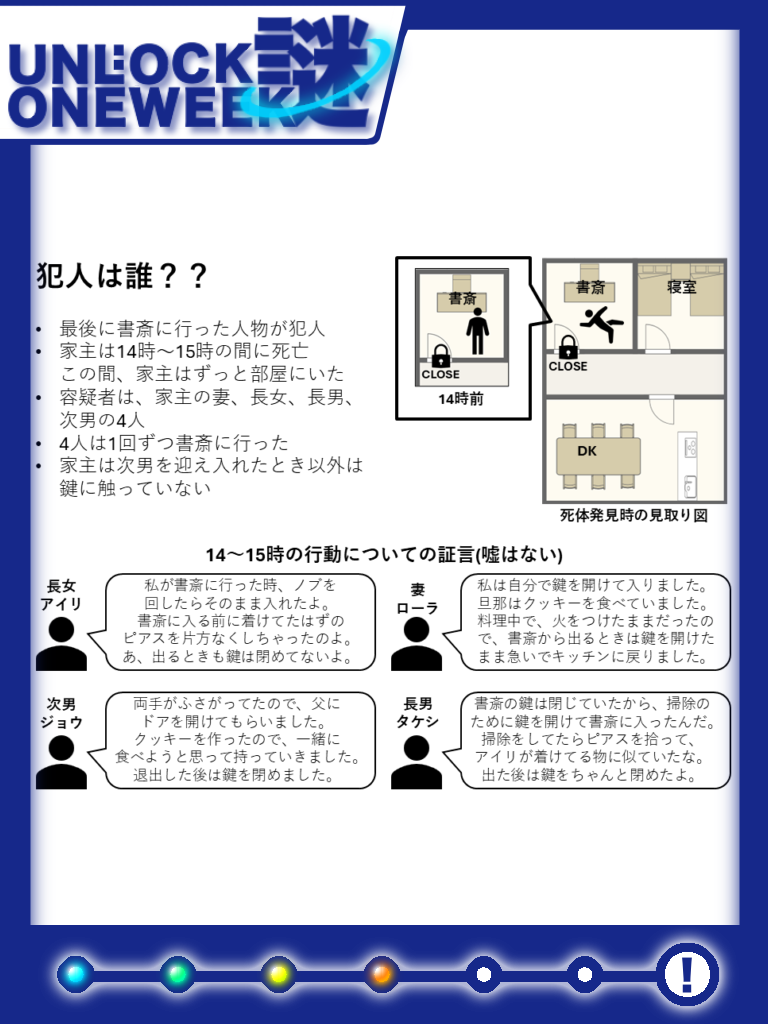 UNLOCK謎
ONEWEEK
犯人は誰？？
• 最後に書斎に行った人物が犯人
• 家主は14時～15時の間に死亡
この間、家主はずっと部屋にいた
• 容疑者は、家主の妻、長女、長男、
次男の4人
• 4人は1回ずつ書斎に行った
• 家主は次男を迎え入れたとき以外は
鍵に触っていない
書斎
CLOSE
14時前
書斎
寝室
CLOSE
DK
死体発見時の見取り図
14～15時の行動についての証言(嘘はない)
長女
アイリ
私が書斎に行った時、ノブを
回したらそのまま入れたよ。
書斎に入る前に着けてたはずの
ピアスを片方なくしちゃったのよ。
あ、出るときも鍵は閉めてないよ。
妻
ローラ
私は自分で鍵を開けて入りました。
旦那はクッキーを食べていました。
料理中で、火をつけたままだったの
で、書斎から出るときは鍵を開けた
まま急いでキッチンに戻りました。
次男
ジョウ
両手がふさがってたので、父に
ドアを開けてもらいました。
クッキーを作ったので、一緒に
食べようと思って持っていきました。
退出した後は鍵を閉めました。
長男
タケシ
書斎の鍵は閉じていたから、掃除の
ために鍵を開けて書斎に入ったんだ。
掃除をしてたらピアスを拾って、
アイリが着けてる物に似ていたな。
出た後は鍵をちゃんと閉めたよ。
!